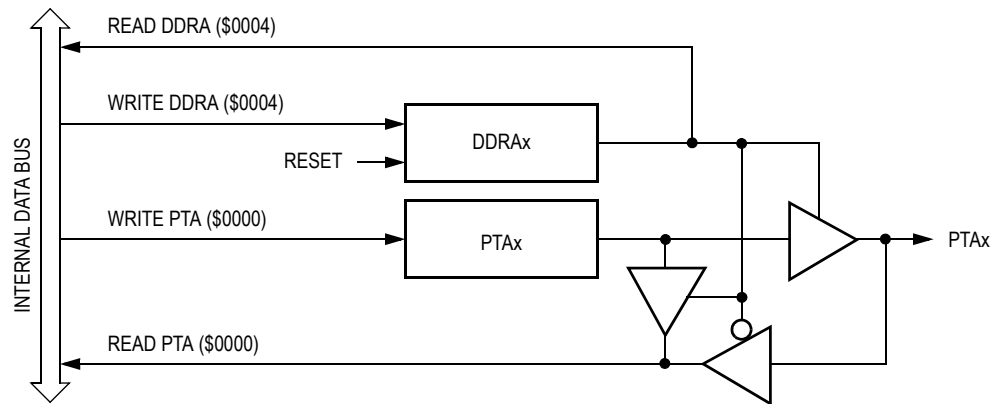 READ DDRA ($0004)
WRITE DDRA ($0004)
DDRAx
RESET
INTERNAL DATA BUS
WRITE PTA ($0000)
PTAx
PTAx
READ PTA ($0000)